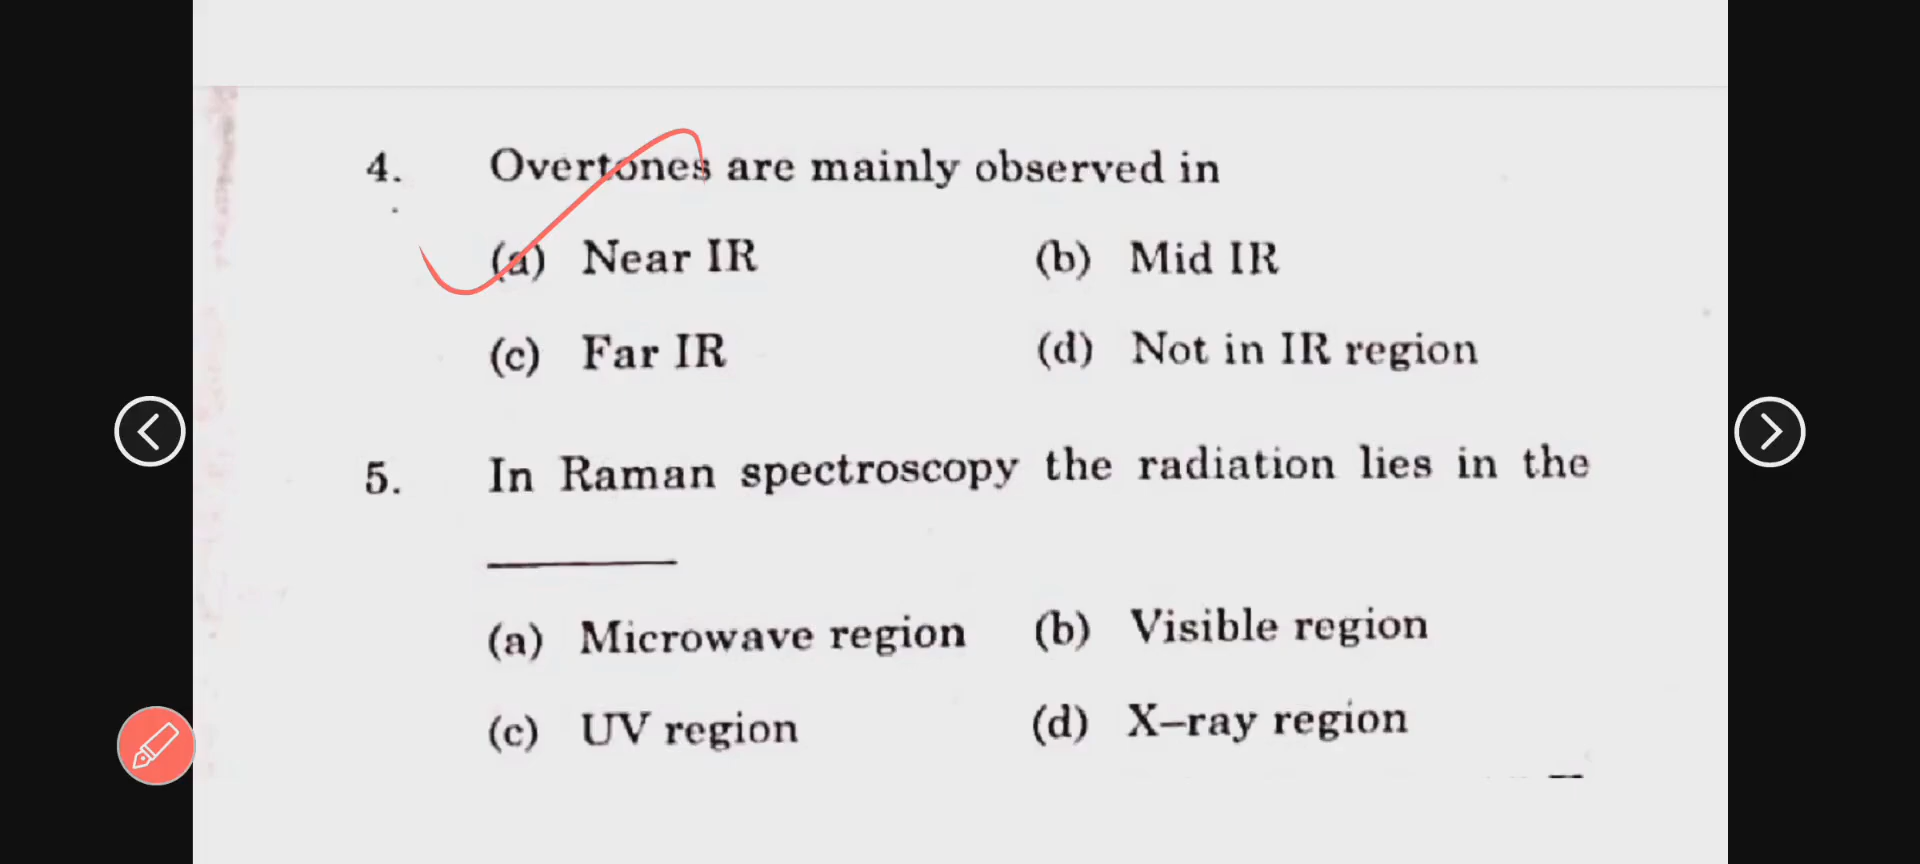 4. Overtones are mainly observed in
(a) Near IR (b) Mid IR
(c) Far IR (d) Not in IR region
5. In Raman spectroscopy the radiation lies in the
(a) Microwave region (b) Visible region
(c) UV region (d) X-ray region